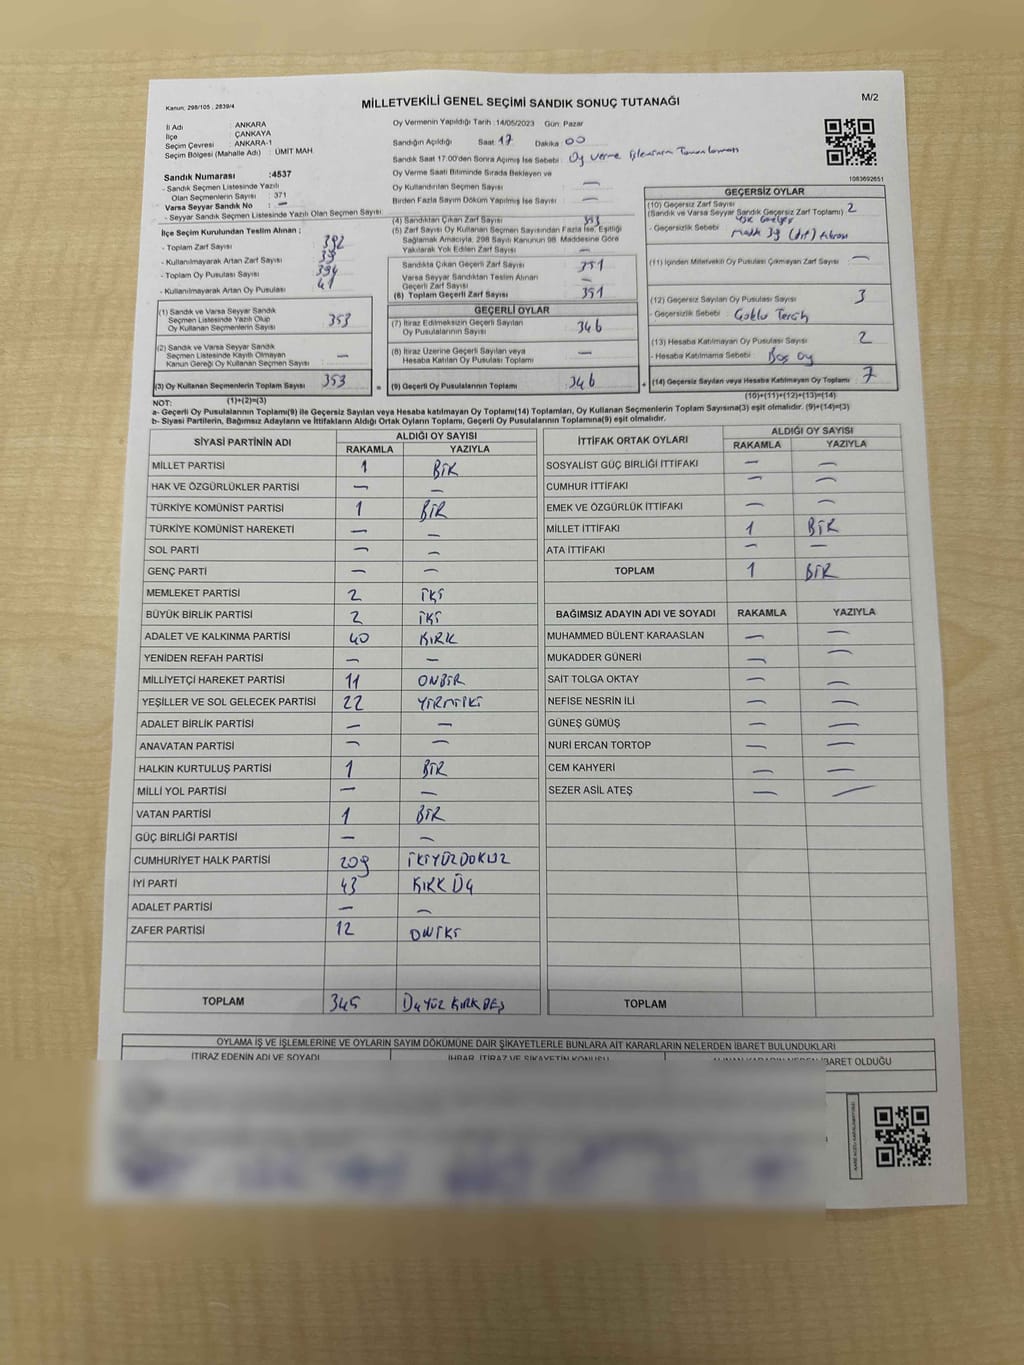 Kanun; 298/105 , 2839/4
MİLLETVEKİLİ GENEL SEÇİMİ SANDIK SONUÇ TUTANAĞI
M/2
İl Adı : ANKARA
İlçe : ÇANKAYA
Seçim Çevresi : ANKARA-1
Seçim Bölgesi (Mahalle Adı) : ÜMİT MAH.
Sandık Numarası :4537
- Sandık Seçmen Listesinde Yazılı
Olan Seçmenlerin Sayısı : 371
Varsa Seyyar Sandık No : —
- Seyyar Sandık Seçmen Listesinde Yazılı Olan Seçmen Sayısı
İlçe Seçim Kurulundan Teslim Alınan ;
- Toplam Zarf Sayısı : 392
- Kullanılmayarak Artan Zarf Sayısı : 39
- Toplam Oy Pusulası Sayısı : 394
- Kullanılmayarak Artan Oy Pusulası : 41
(1) Sandık ve Varsa Seyyar Sandık
Seçmen Listesinde Yazılı Olup
Oy Kullanan Seçmenlerin Sayısı : 353
(2) Sandık ve Varsa Seyyar Sandık
Seçmen Listesinde Kayıtlı Olmayan
Kanun Gereği Oy Kullanan Seçmen Sayısı : —
(3) Oy Kullanan Seçmenlerin Toplam Sayısı : 353
(1)+(2)=(3)
Oy Vermenin Yapıldığı Tarih :14/05/2023 Gün: Pazar
Sandığın Açıldığı Saat: 17 Dakika: 00
Sandık Saat 17:00'den Sonra Açılmış İse Sebebi : Oy verme işleminin Tamamlanması
Oy Verme Saati Bitiminde Sırada Bekleyen ve
Oy Kullandırılan Seçmen Sayısı : —
Birden Fazla Sayım Döküm Yapılmış İse Sayısı : —
(4) Sandıktan Çıkan Zarf Sayısı : 353
(5) Zarf Sayısı Oy Kullanan Seçmen Sayısından Fazla İse, Eşitliği
Sağlamak Amacıyla, 298 Sayılı Kanunun 98. Maddesine Göre
Yakılarak Yok Edilen Zarf Sayısı : —
Sandıkta Çıkan Geçerli Zarf Sayısı : 351
Varsa Seyyar Sandıktan Teslim Alınan
Geçerli Zarf Sayısı : —
(6) Toplam Geçerli Zarf Sayısı : 351
GEÇERLİ OYLAR
(7) İtiraz Edilmeksizin Geçerli Sayılan
Oy Pusulalarının Sayısı : 346
(8) İtiraz Üzerine Geçerli Sayılan veya
Hesaba Katılan Oy Pusulası Toplamı : —
= (9) Geçerli Oy Pusulalarının Toplamı : 346
1083692651
GEÇERSİZ OYLAR
(10) Geçersiz Zarf Sayısı
(Sandık ve Varsa Seyyar Sandık Geçersiz Zarf Toplamı) : 2
- Geçersizlik Sebebi :
(11) İçinden Milletvekili Oy Pusulası Çıkmayan Zarf Sayısı : —
(12) Geçersiz Sayılan Oy Pusulası Sayısı : 3
- Geçersizlik Sebebi : Çoklu Tercih
(13) Hesaba Katılmayan Oy Pusulası Sayısı : 2
- Hesaba Katılmama Sebebi : Boş Oy
+ (14) Geçersiz Sayılan veya Hesaba Katılmayan Oy Toplamı : 7
(10)+(11)+(12)+(13)=(14)
NOT:
a- Geçerli Oy Pusulalarının Toplamı(9) ile Geçersiz Sayılan veya Hesaba katılmayan Oy Toplamı(14) Toplamları, Oy Kullanan Seçmenlerin Toplam Sayısına(3) eşit olmalıdır. (9)+(14)=(3)
b- Siyasi Partilerin, Bağımsız Adayların ve İttifakların Aldığı Ortak Oyların Toplamı, Geçerli Oy Pusulalarının Toplamına(9) eşit olmalıdır.
SİYASİ PARTİNİN ADI ALDIĞI OY SAYISI
RAKAMLA YAZIYLA
MİLLET PARTİSİ 1 BİR
HAK VE ÖZGÜRLÜKLER PARTİSİ — —
TÜRKİYE KOMÜNİST PARTİSİ 1 BİR
TÜRKİYE KOMÜNİST HAREKETİ — —
SOL PARTİ — —
GENÇ PARTİ — —
MEMLEKET PARTİSİ 2 İKİ
BÜYÜK BİRLİK PARTİSİ 2 İKİ
ADALET VE KALKINMA PARTİSİ 40 KIRK
YENİDEN REFAH PARTİSİ — —
MİLLİYETÇİ HAREKET PARTİSİ 11 ONBİR
YEŞİLLER VE SOL GELECEK PARTİSİ 22 YİRMİİKİ
ADALET BİRLİK PARTİSİ — —
ANAVATAN PARTİSİ — —
HALKIN KURTULUŞ PARTİSİ 1 BİR
MİLLİ YOL PARTİSİ — —
VATAN PARTİSİ 1 BİR
GÜÇ BİRLİĞİ PARTİSİ — —
CUMHURİYET HALK PARTİSİ 209 İKİYÜZDOKUZ
İYİ PARTİ 43 KIRK ÜÇ
ADALET PARTİSİ — —
ZAFER PARTİSİ 12 ONİKİ
TOPLAM 345 ÜÇYÜZ KIRKBEŞ
İTTİFAK ORTAK OYLARI ALDIĞI OY SAYISI
RAKAMLA YAZIYLA
SOSYALİST GÜÇ BİRLİĞİ İTTİFAKI — —
CUMHUR İTTİFAKI — —
EMEK VE ÖZGÜRLÜK İTTİFAKI — —
MİLLET İTTİFAKI 1 BİR
ATA İTTİFAKI — —
TOPLAM 1 BİR
BAĞIMSIZ ADAYIN ADI VE SOYADI RAKAMLA YAZIYLA
MUHAMMED BÜLENT KARAASLAN — —
MUKADDER GÜNERİ — —
SAİT TOLGA OKTAY — —
NEFİSE NESRİN İLİ — —
GÜNEŞ GÜMÜŞ — —
NURİ ERCAN TORTOP — —
CEM KAHYERİ — —
SEZER ASİL ATEŞ — —
TOPLAM
OYLAMA İŞ VE İŞLEMLERİNE VE OYLARIN SAYIM DÖKÜMÜNE DAİR ŞİKAYETLERLE BUNLARA AİT KARARLARIN NELERDEN İBARET BULUNDUKLARI
İTİRAZ EDENİN ADI VE SOYADI İHBAR, İTİRAZ VE ŞİKAYETİN KONUSU ALINAN KARARIN NEDEN İBARET OLDUĞU